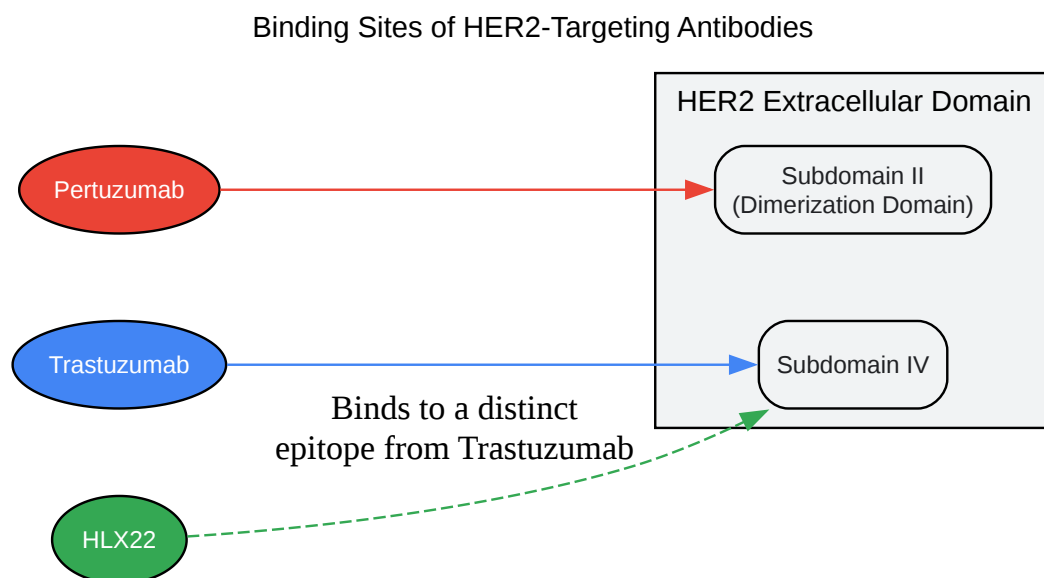 Binding Sites of HER2-Targeting Antibodies
HER2 Extracellular Domain
Pertuzumab
Subdomain II
(Dimerization Domain)
Trastuzumab
Subdomain IV
Binds to a distinct
epitope from Trastuzumab
HLX22